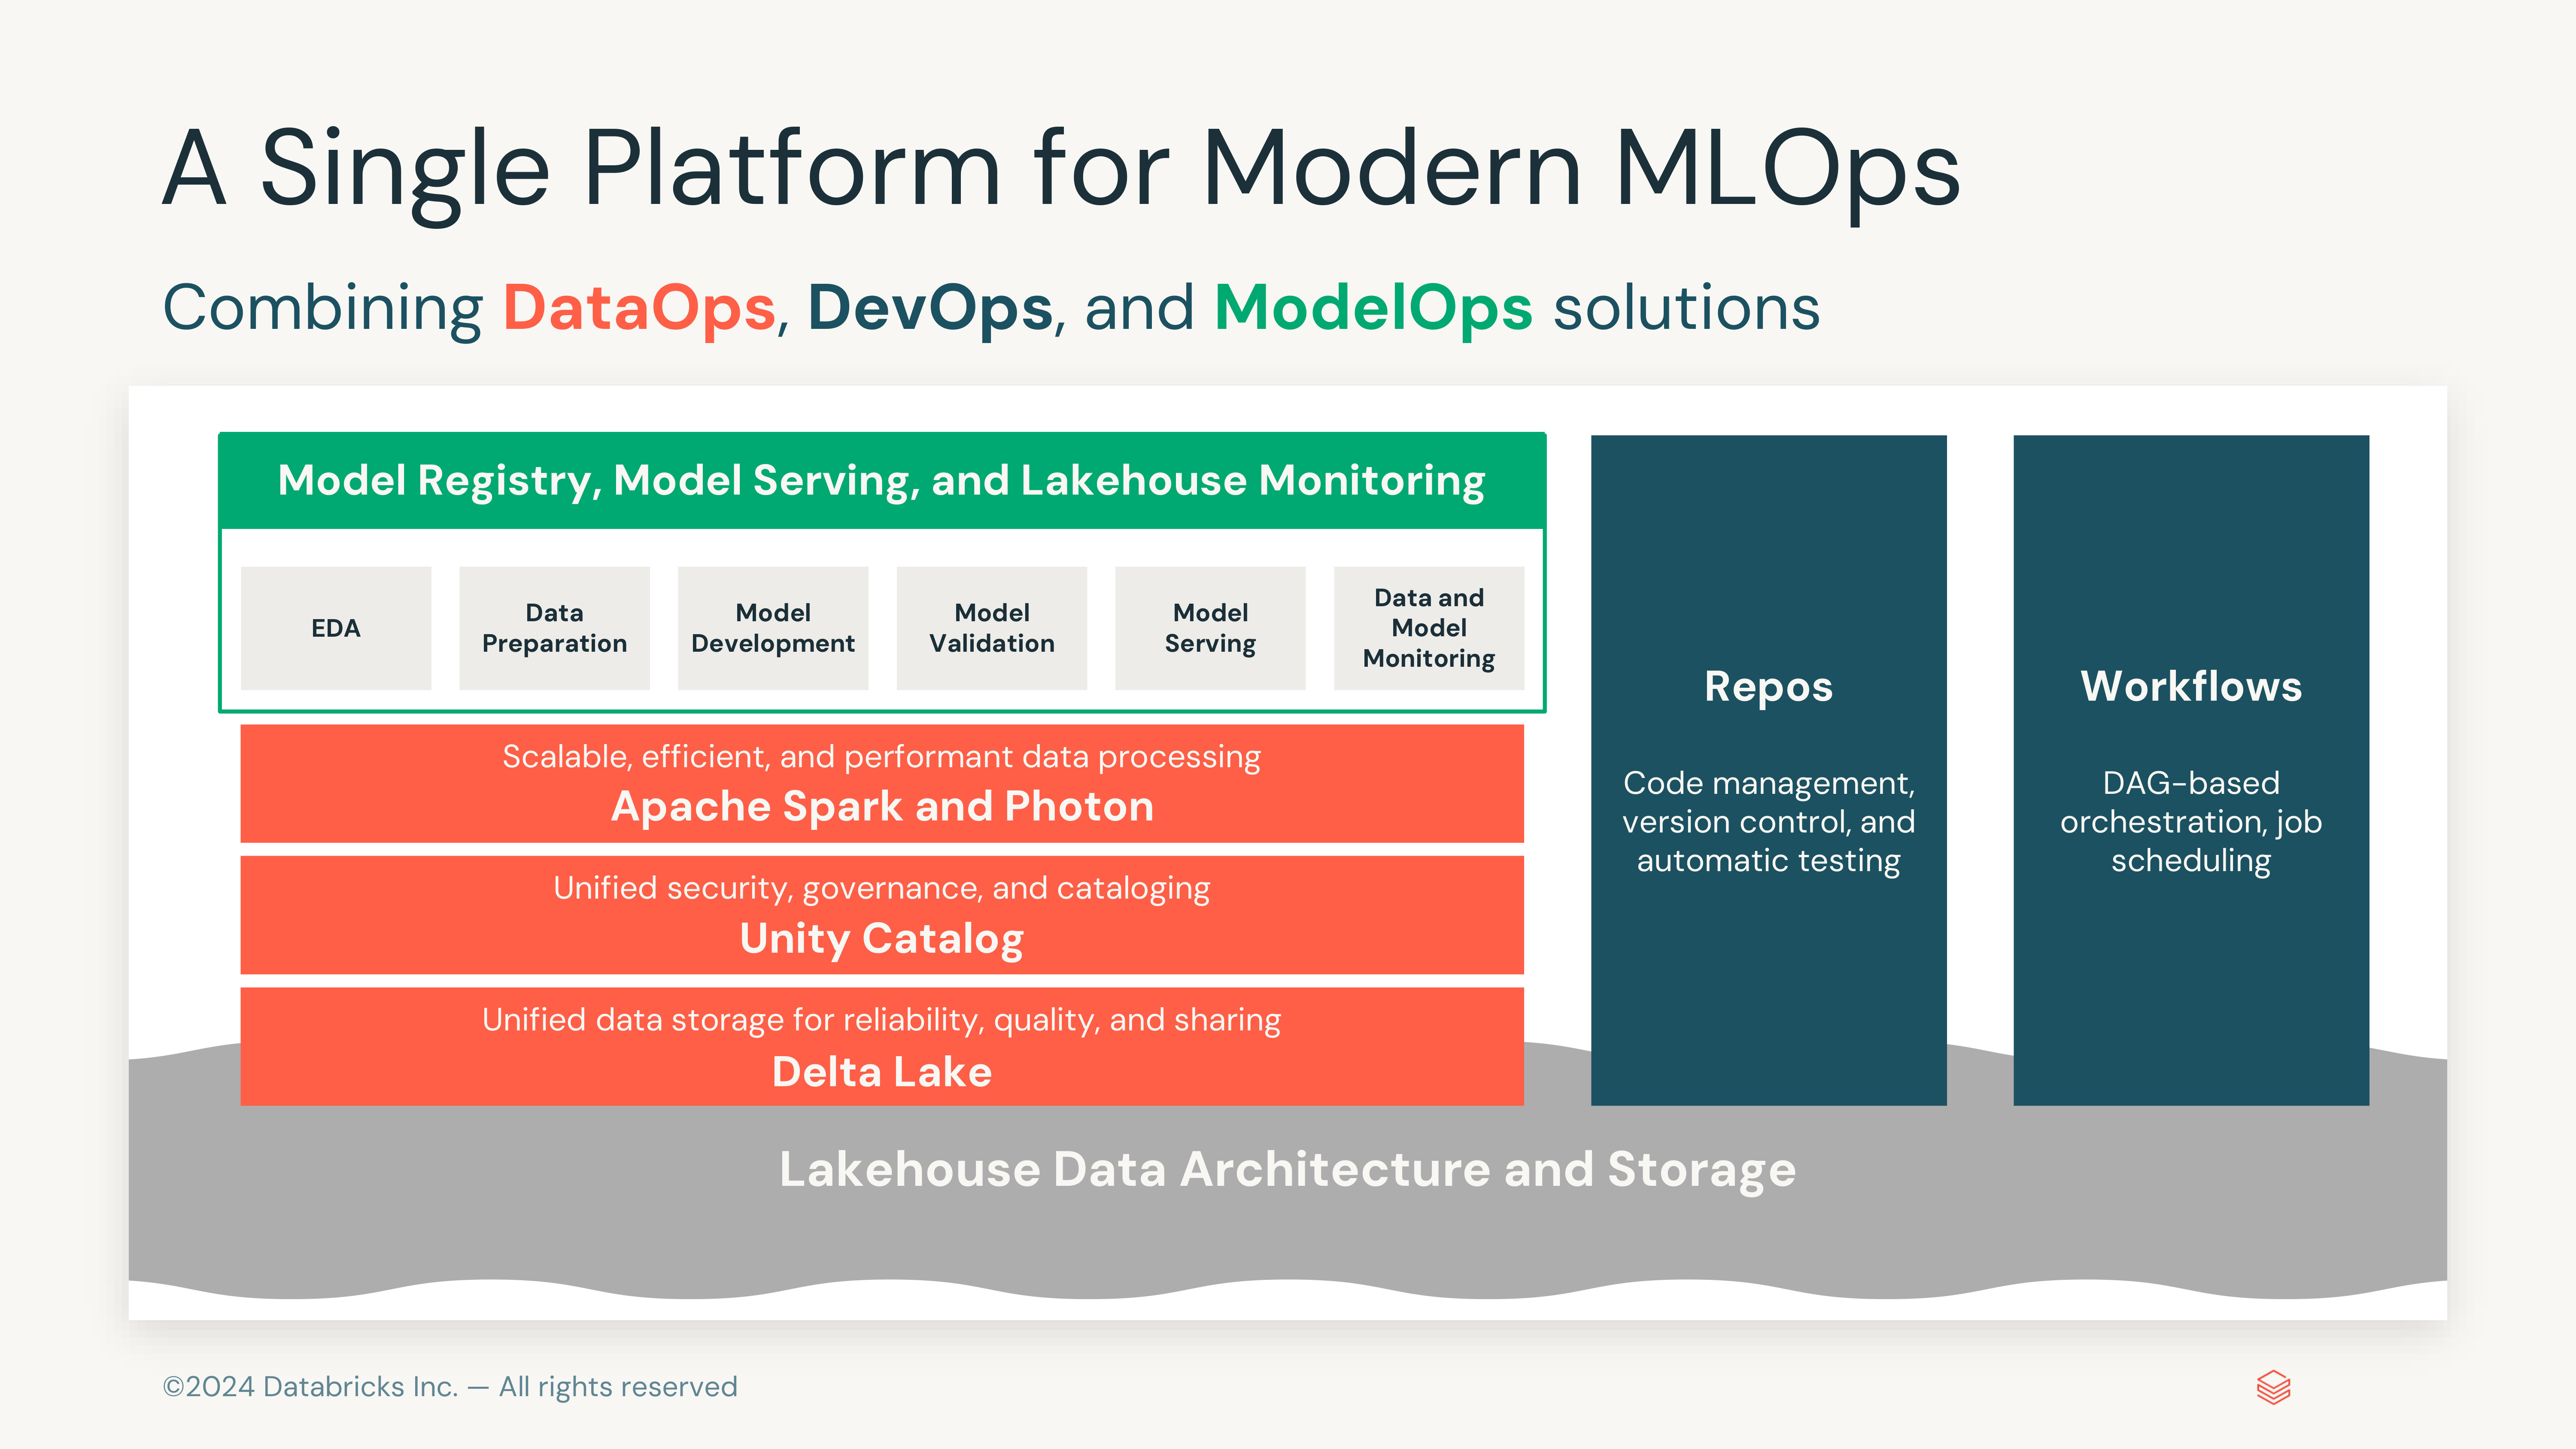 A Single Platform for Modern MLOps
Combining DataOps, DevOps, and ModelOps solutions
Model Registry, Model Serving, and Lakehouse Monitoring
EDA
Data
Preparation
Model
Development
Model
Validation
Model
Serving
Data and
Model
Monitoring
Scalable, efficient, and performant data processing
Apache Spark and Photon
Unified security, governance, and cataloging
Unity Catalog
Unified data storage for reliability, quality, and sharing
Delta Lake
Repos
Code management,
version control, and
automatic testing
Workflows
DAG-based
orchestration, job
scheduling
Lakehouse Data Architecture and Storage
©2024 Databricks Inc. — All rights reserved